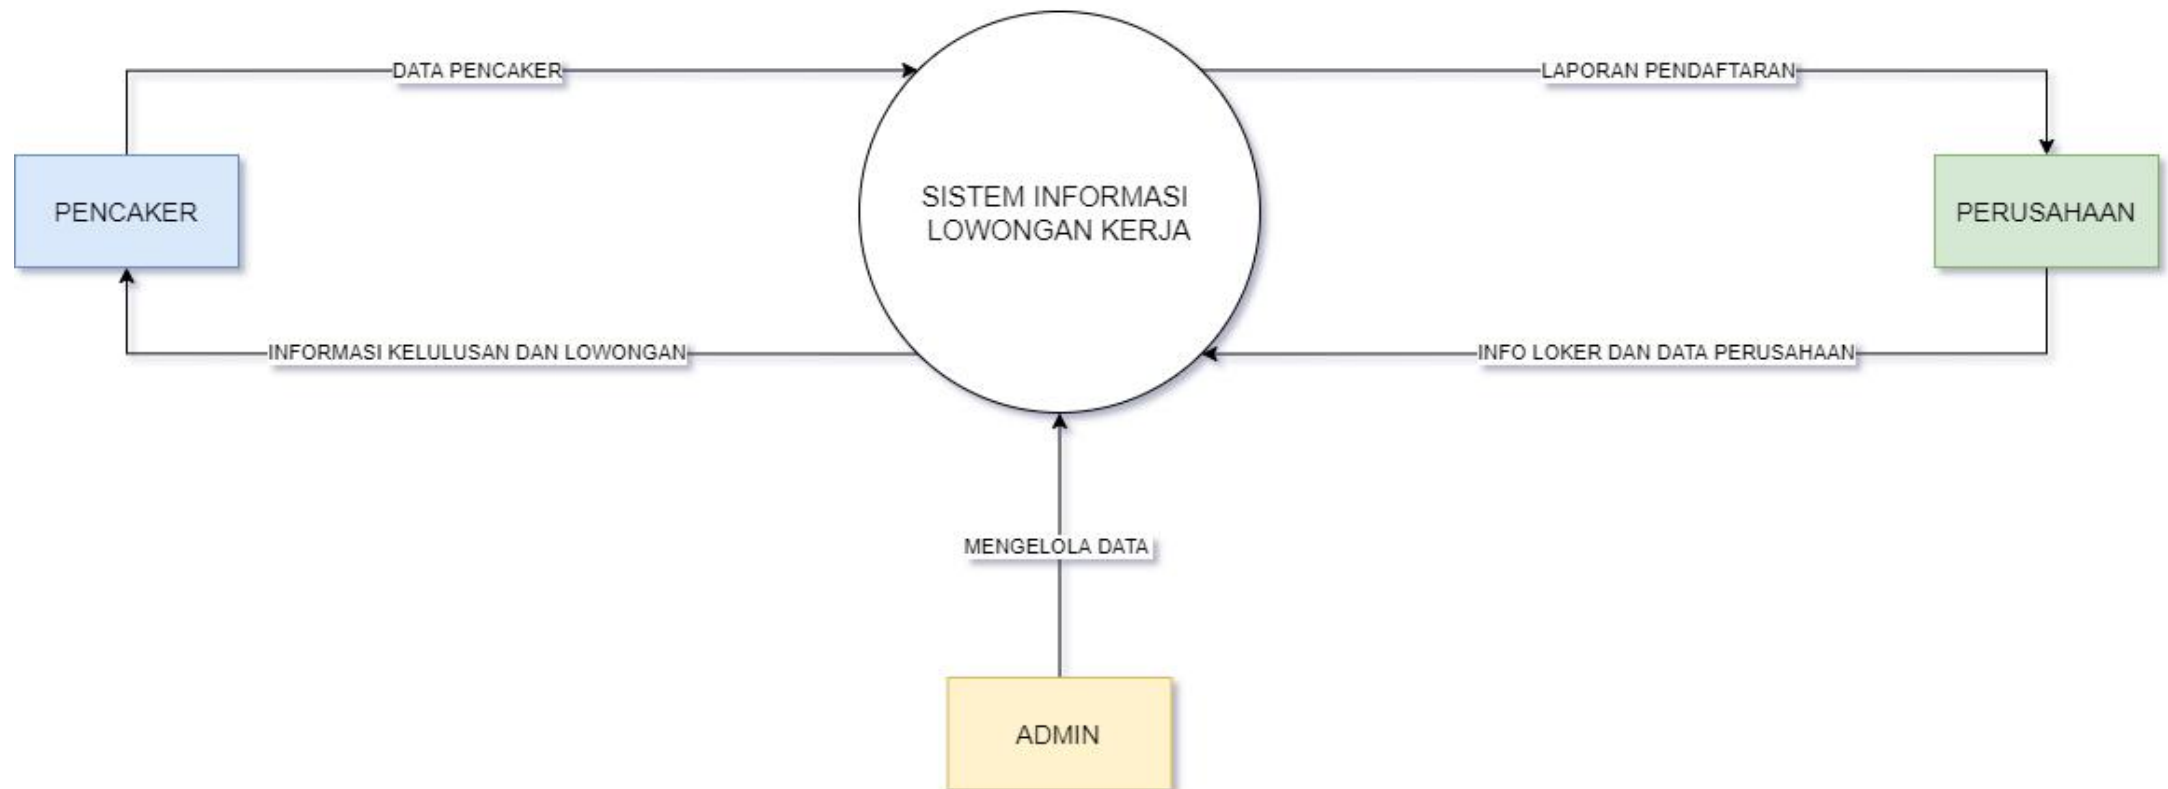 DATA PENCAKER
LAPORAN PENDAFTARAN
PENCAKER
SISTEM INFORMASI
LOWONGAN KERJA
PERUSAHAAN
INFORMASI KELULUSAN DAN LOWONGAN
INFO LOKER DAN DATA PERUSAHAAN
MENGELOLA DATA
ADMIN